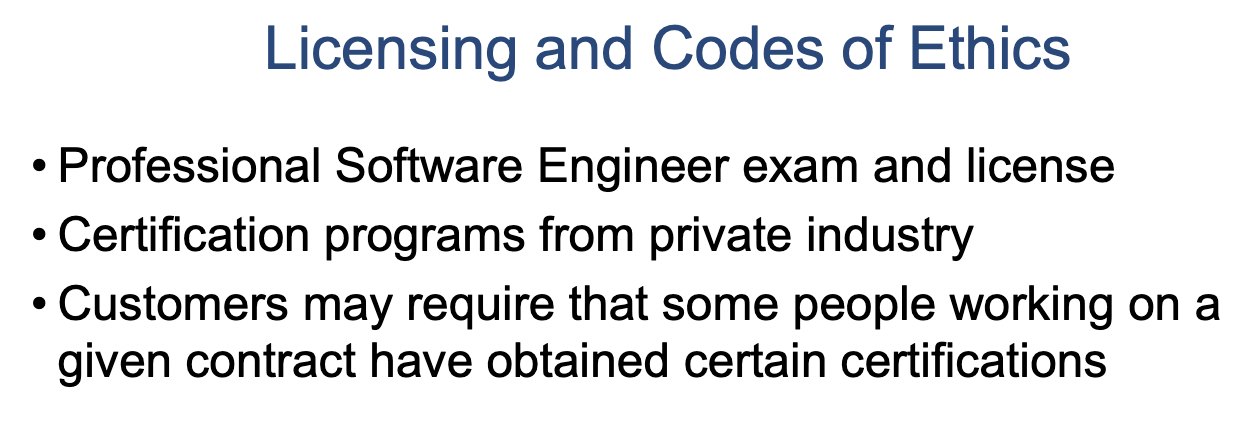 Licensing and Codes of Ethics
• Professional Software Engineer exam and license
• Certification programs from private industry
• Customers may require that some people working on a
given contract have obtained certain certifications